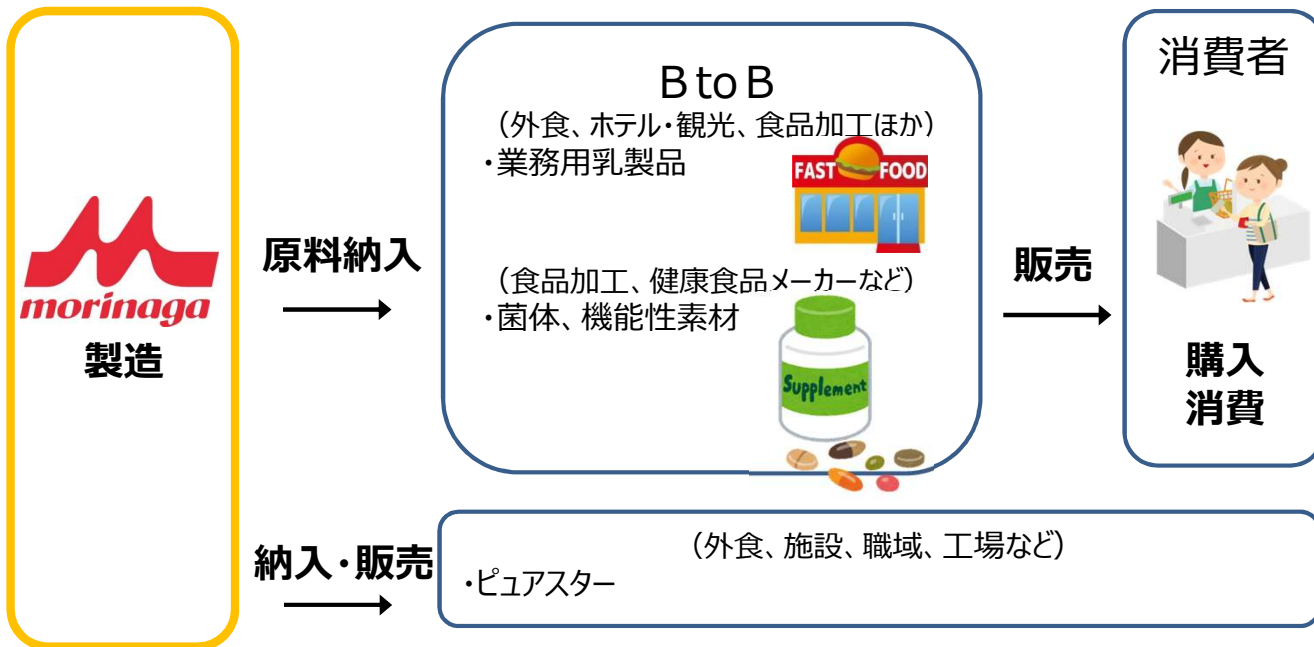 morinaga
製造
原料納入
納入・販売
B to B
(外食、ホテル・観光、食品加工ほか)
・業務用乳製品
FAST FOOD
(食品加工、健康食品メーカーなど)
・菌体、機能性素材
Supplement
(外食、施設、職域、工場など)
・ピュアスター
販売
消費者
購入
消費